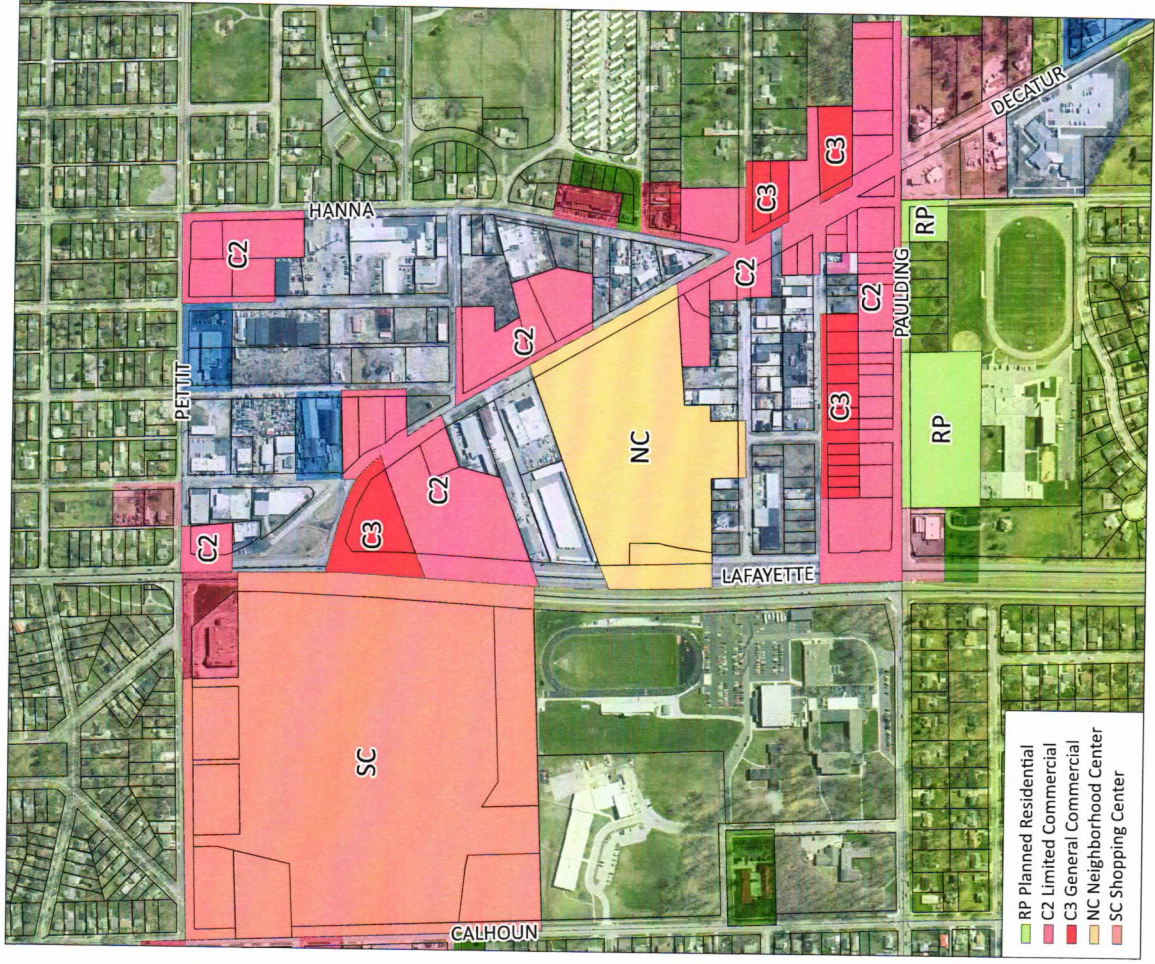 HANNA
C2
PETTIT
C2
C3
C2
C2
LAFAYETTE
SC
CALHOUN
NC
C2
C3
C3
DECATUR
RP
PAULDING
C2
C3
RP
RP Planned Residential
C2 Limited Commercial
C3 General Commercial
NC Neighborhood Center
SC Shopping Center